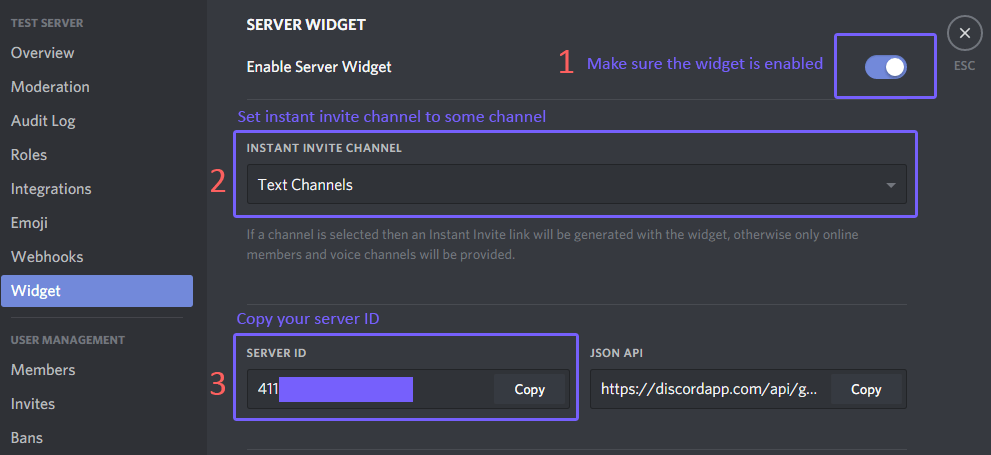 TEST SERVER
Overview
Moderation
Audit Log
Roles
Integrations
Emoji
Webhooks
Widget
USER MANAGEMENT
Members
Invites
Bans
SERVER WIDGET
ESC
Enable Server Widget
1 Make sure the widget is enabled
Set instant invite channel to some channel
INSTANT INVITE CHANNEL
2
Text Channels
If a channel is selected then an Instant Invite link will be generated with the widget, otherwise only online
members and voice channels will be provided.
Copy your server ID
SERVER ID
3
411
Copy
JSON API
https://discordapp.com/api/g...
Copy